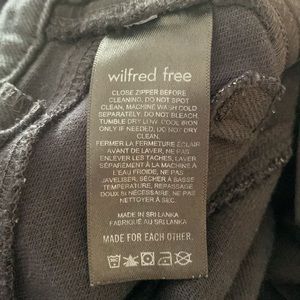 wilfred free
CLOSE ZIPPER BEFORE
CLEANING, DO NOT SPOT
CLEAN, MACHINE WASH COLD
SEPARATELY, DO NOT BLEACH,
TUMBLE DRY LOW, COOL IRON
ONLY IF NEEDED, DO NOT DRY
CLEAN.
FERMER LA FERMETURE ÉCLAIR
AVANT DE LAVER, NE PAS
ENLEVER LES TACHES, LAVER
SÉPARÉMENT À LA MACHINE À
L'EAU FROIDE, NE PAS
JAVELISER, SÉCHER À BASSE
TEMPÉRATURE, REPASSAGE
DOUX SI NÉCESSAIRE, NE PAS
NETTOYER À SEC.
MADE IN SRI LANKA
FABRIQUÉ AU SRI LANKA
MADE FOR EACH OTHER.